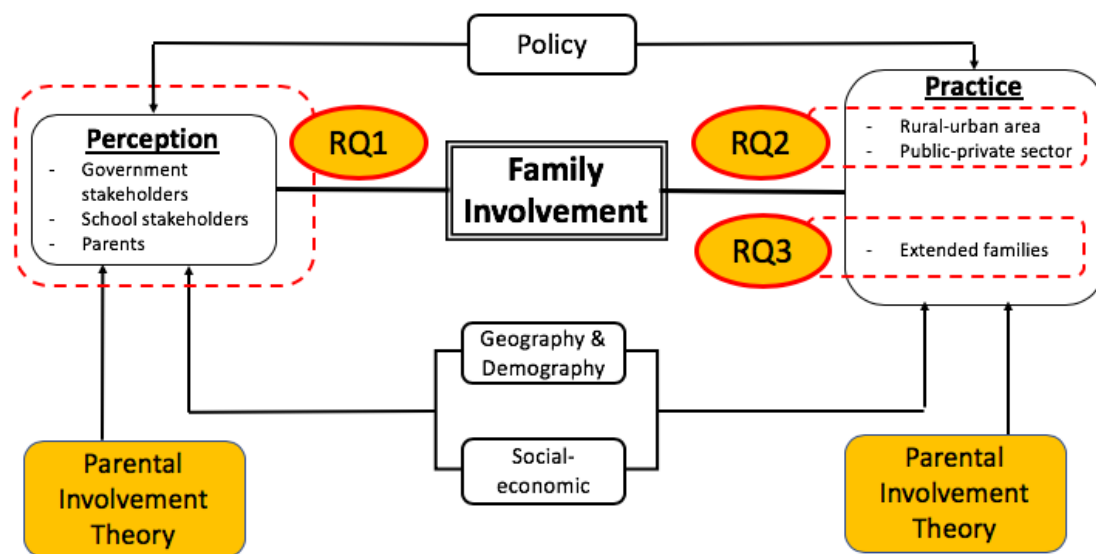 Policy
Perception
- Government
stakeholders
- School stakeholders
- Parents
RQ1
Family
Involvement
RQ2
Practice
- Rural-urban area
- Public-private sector
RQ3
- Extended families
Geography &
Demography
Social-
economic
Parental
Involvement
Theory
Parental
Involvement
Theory